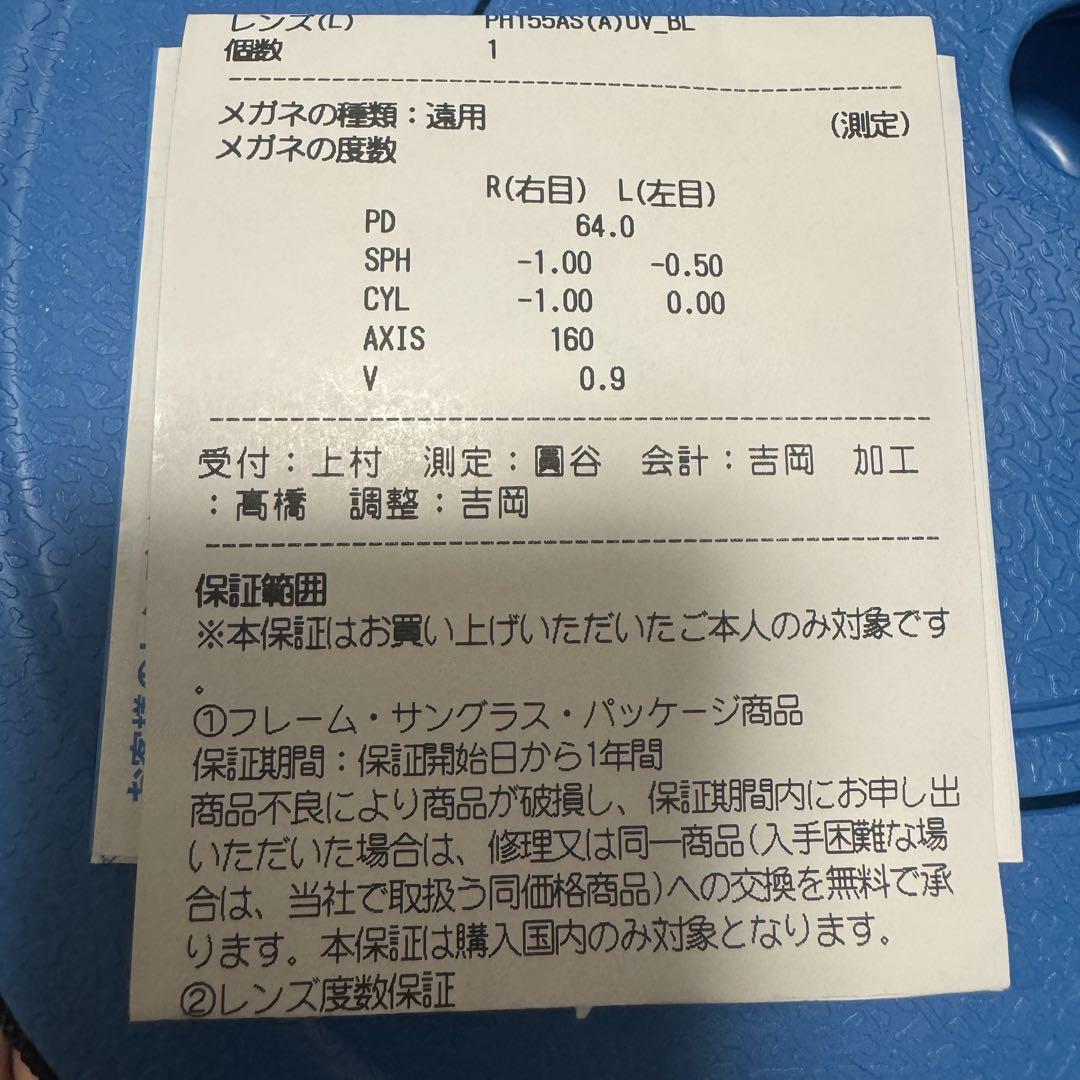 レンズ(L) PH155AS(A)UV_BL
個数 1
メガネの種類：遠用 (測定)
メガネの度数
R(右目) L(左目)
PD 64.0
SPH -1.00 -0.50
CYL -1.00 0.00
AXIS 160
V 0.9
受付：上村 測定：圓谷 会計：吉岡 加工
：髙橋 調整：吉岡
保証範囲
※本保証はお買い上げいただいたご本人のみ対象です
。
①フレーム・サングラス・パッケージ商品
保証期間：保証開始日から1年間
商品不良により商品が破損し、保証期間内にお申し出
いただいた場合は、修理又は同一商品(入手困難な場
合は、当社で取扱う同価格商品)への交換を無料で承
ります。本保証は購入国内のみ対象となります。
②レンズ度数保証